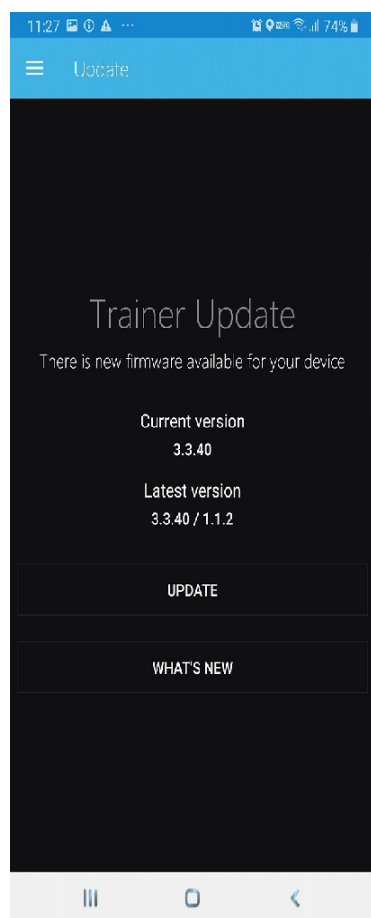 11:27 74%
Update
Trainer Update
There is new firmware available for your device
Current version
3.3.40
Latest version
3.3.40 / 1.1.2
UPDATE
WHAT'S NEW